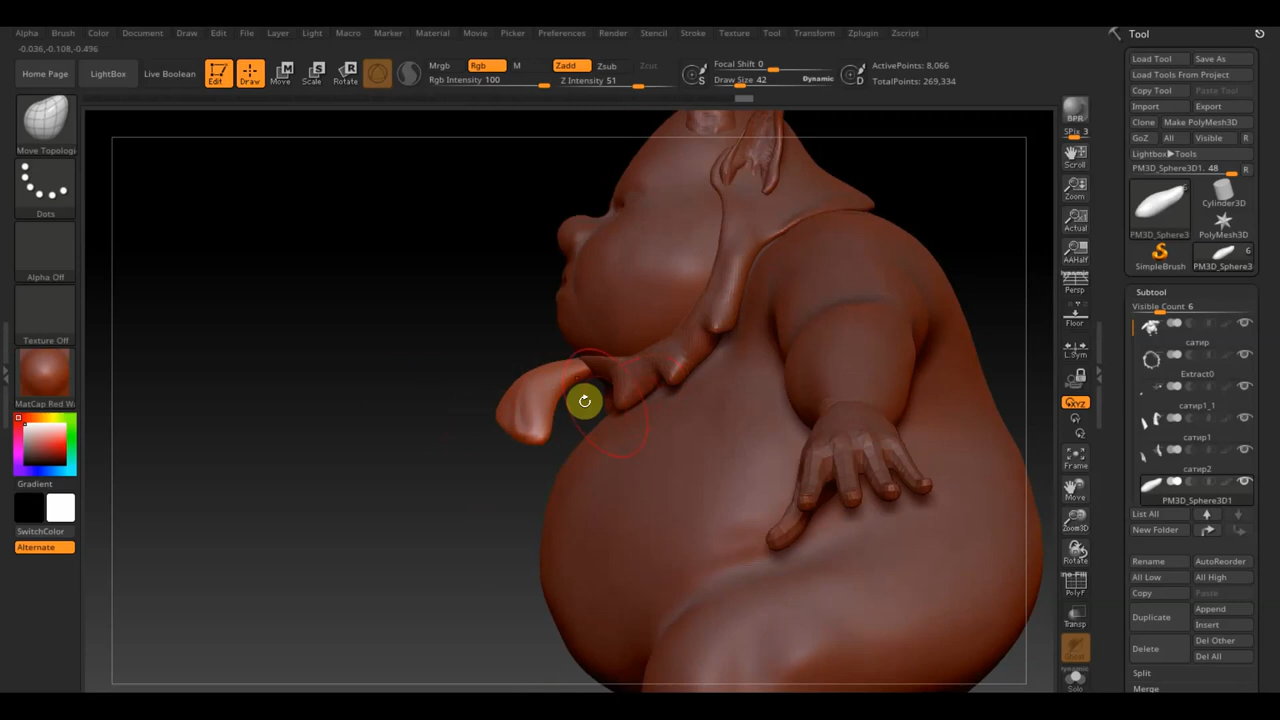 Alpha Brush Color Document Draw Edit File Layer Light Macro Marker Material Movie Picker Preferences Render Stencil Stroke Texture Tool Transform Zplugin Zscript
-0.036,-0.108,-0.496
Home Page LightBox Live Boolean Edit Draw Move Scale Rotate
Mrgb Rgb M Zadd Zsub Zcut
Rgb Intensity 100 Z Intensity 51
Focal Shift 0
Draw Size 42 Dynamic
S D
ActivePoints: 8,066
TotalPoints: 269,334
Move Topologi
Dots
Alpha Off
Texture Off
MatCap Red W
Gradient
SwitchColor
Alternate
BPR
SPix 3
Scroll
Zoom
Actual
AAHalf
Dynamic
Persp
Floor
L.Sym
XYZ
Frame
Move
Zoom3D
Rotate
PolyF
Transp
Ghost
Dynamic
Solo
Tool
Load Tool Save As
Load Tools From Project
Copy Tool Paste Tool
Import Export
Clone Make PolyMesh3D
GoZ All Visible R
Lightbox▶Tools
PM3D_Sphere3D1. 48 R
6
PM3D_Sphere3 Cylinder3D
PolyMesh3D
6
SimpleBrush PM3D_Sphere3
Subtool
Visible Count 6
сатир
Extract0
сатир1_1
сатир1
сатир2
PM3D_Sphere3D1
List All
New Folder
Rename AutoReorder
All Low All High
Copy Paste
Duplicate Append
Insert
Delete Del Other
Del All
Split
Merge